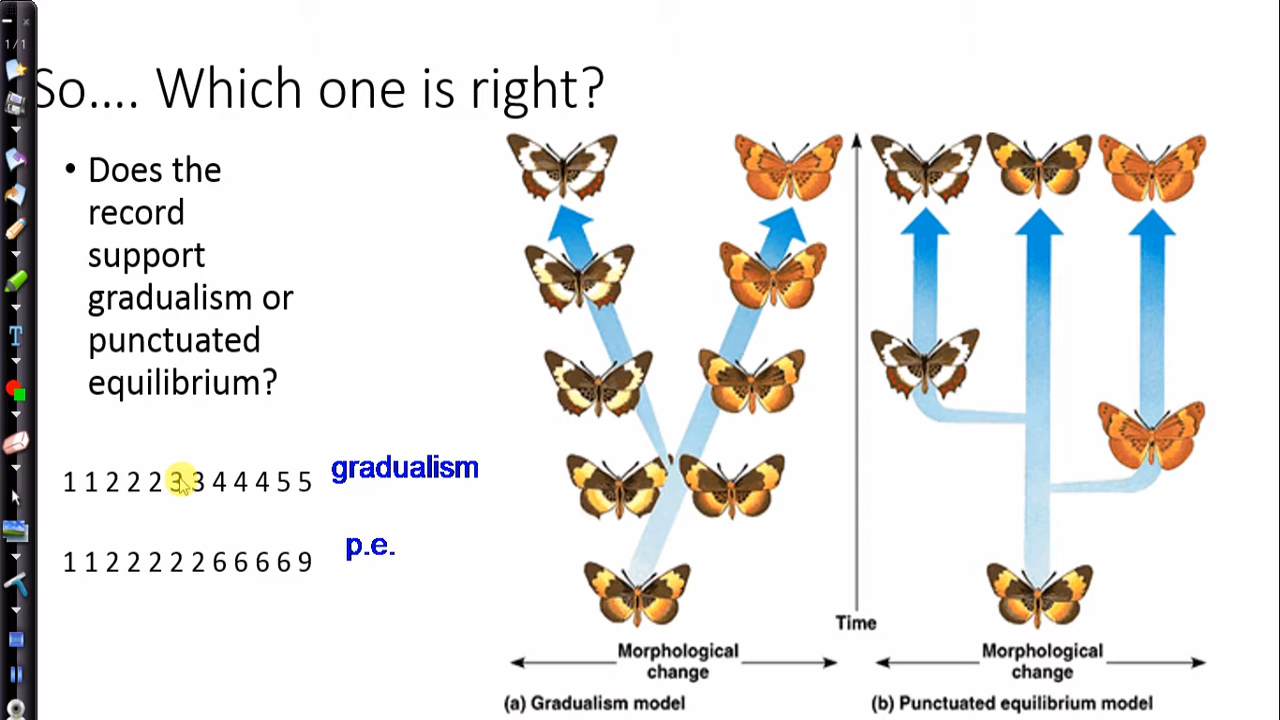 1/1
So.... Which one is right?
• Does the
record
support
gradualism or
punctuated
equilibrium?
1 1 2 2 2 3 3 4 4 4 5 5
gradualism
1 1 2 2 2 2 2 6 6 6 6 9
p.e.
Time
Morphological
change
(a) Gradualism model
Morphological
change
(b) Punctuated equilibrium model